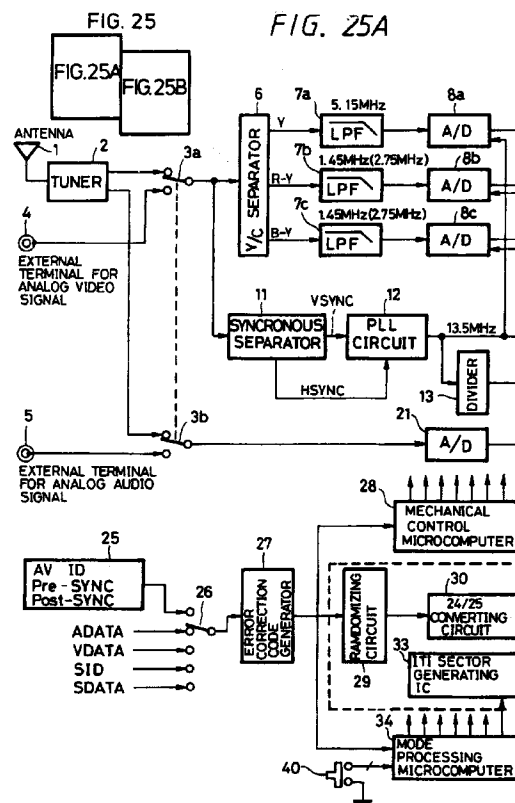 FIG. 25
FIG. 25A
FIG.25A
FIG.25B
ANTENNA
1
2
TUNER
3a
4
EXTERNAL
TERMINAL FOR
ANALOG VIDEO
SIGNAL
6
Y/C SEPARATOR
Y
R-Y
B-Y
7a
5.15MHz
LPF
8a
A/D
7b
1.45MHz(2.75MHz)
LPF
8b
A/D
7c
1.45MHz(2.75MHz)
LPF
8c
A/D
11
SYNCRONOUS
SEPARATOR
VSYNC
HSYNC
12
PLL
CIRCUIT
13.5MHz
13
DIVIDER
5
EXTERNAL TERMINAL
FOR ANALOG AUDIO
SIGNAL
3b
21
A/D
28
MECHANICAL
CONTROL
MICROCOMPUTER
25
AV ID
Pre-SYNC
Post-SYNC
26
ADATA
VDATA
SID
SDATA
27
ERROR
CORRECTION
CODE
GENERATOR
RAMDOMIZING
CIRCUIT
29
30
24/25
CONVERTING
CIRCUIT
33
ITI SECTOR
GENERATING
IC
34
MODE
PROCESSING
MICROCOMPUTER
40